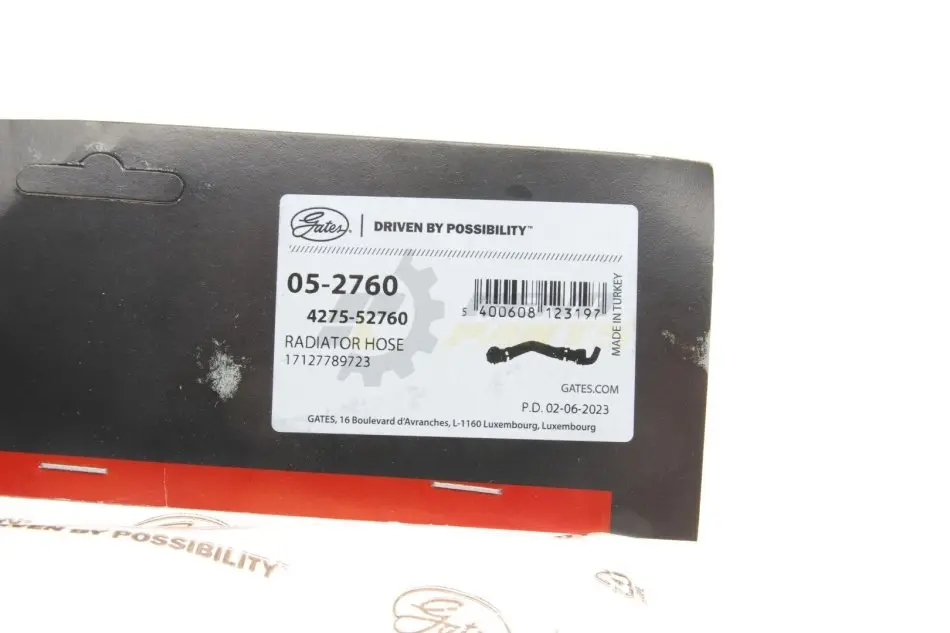 Gates® | DRIVEN BY POSSIBILITY™
05-2760
4275-52760
RADIATOR HOSE
17127789723
5 400608 123197
MADE IN TURKEY
GATES.COM
P.D. 02-06-2023
GATES, 16 Boulevard d'Avranches, L-1160 Luxembourg, Luxembourg
DRIVEN BY POSSIBILITY™
Gates